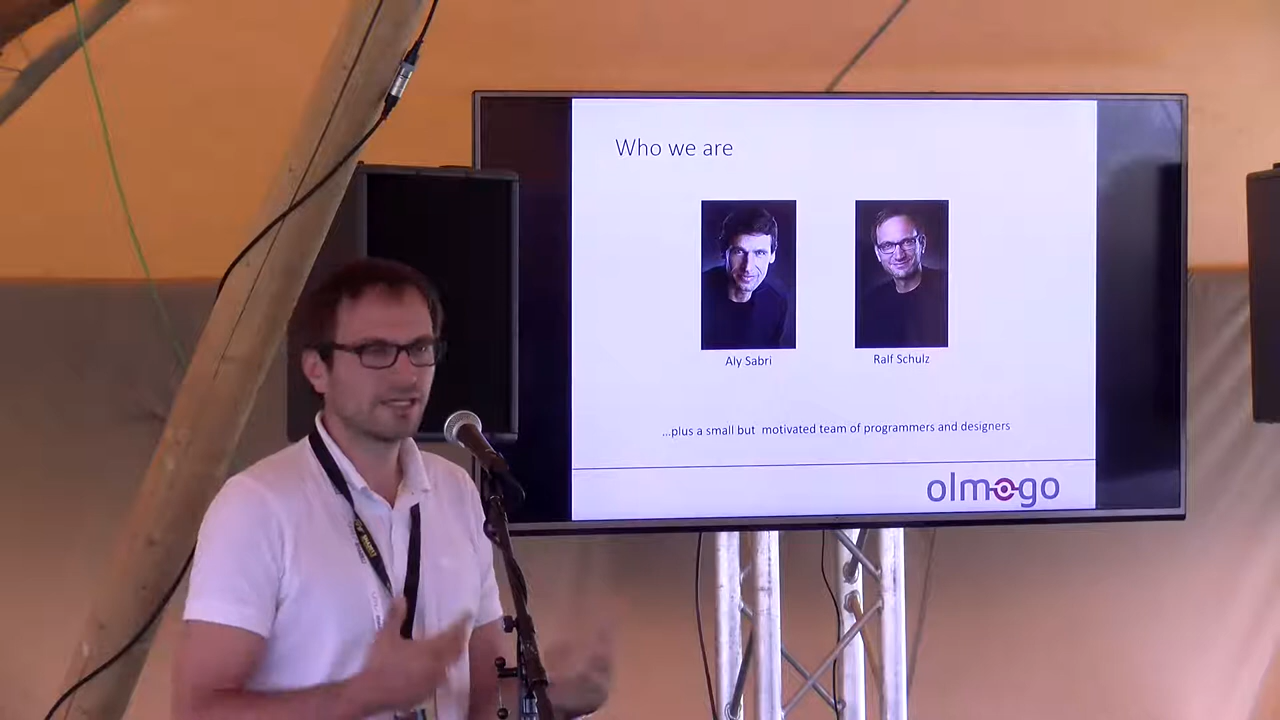 Who we are
Aly Sabri
Ralf Schulz
...plus a small but motivated team of programmers and designers
olmogo